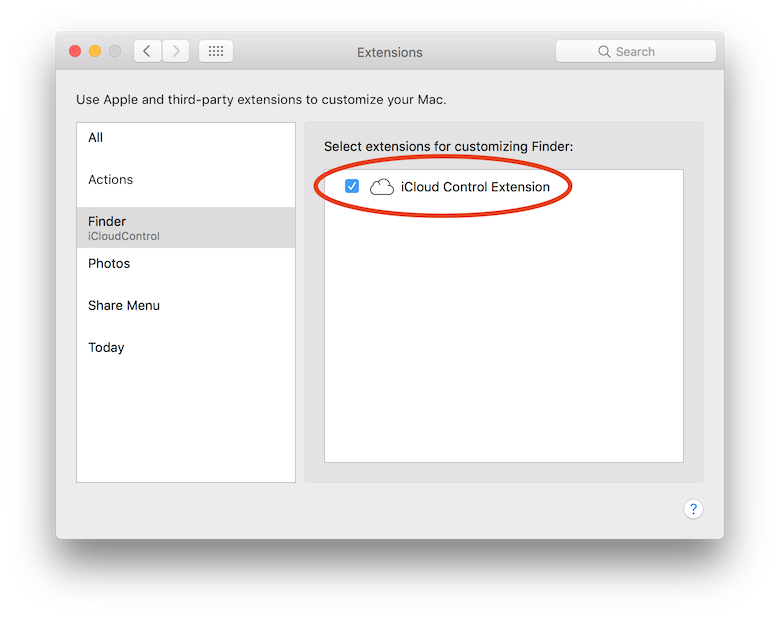 Extensions
Search
Use Apple and third-party extensions to customize your Mac.
All
Actions
Finder
iCloudControl
Photos
Share Menu
Today
Select extensions for customizing Finder:
iCloud Control Extension
?